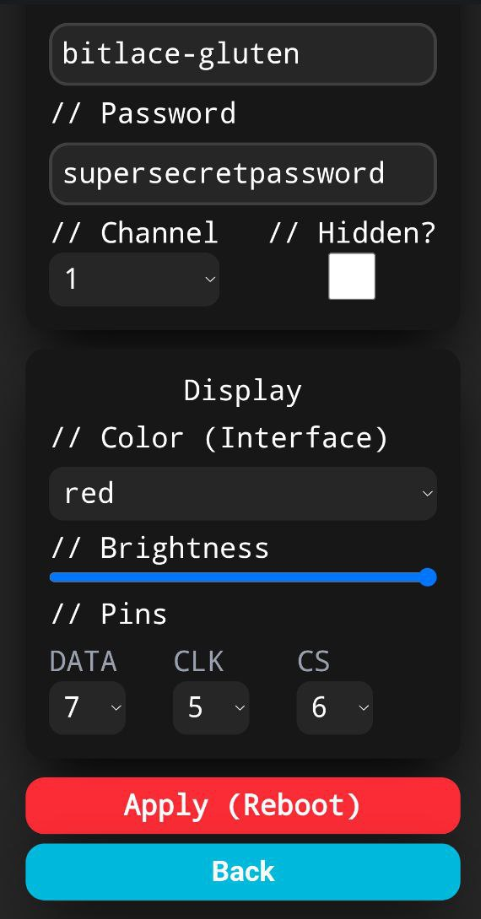 bitlace-gluten
// Password
supersecretpassword
// Channel // Hidden?
1
Display
// Color (Interface)
red
// Brightness
// Pins
DATA CLK CS
7 5 6
Apply (Reboot)
Back